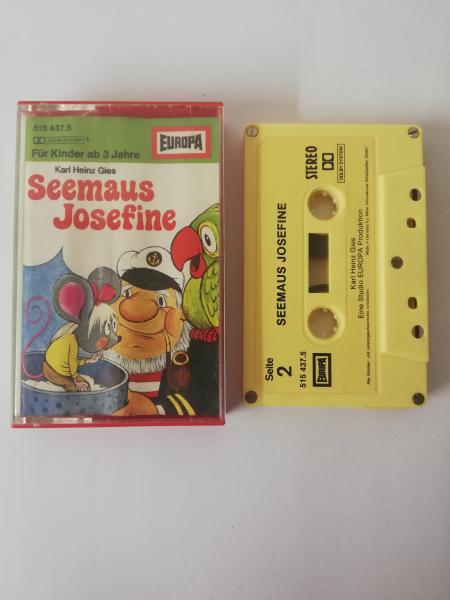 515 437.5
DOLBY SYSTEM ®
EUROPA
Für Kinder ab 3 Jahre
Karl Heinz Gies
Seemaus
Josefine
STEREO
DOLBY SYSTEM
SEEMAUS JOSEFINE
Seite
2
515 437.5
EUROPA
Karl Heinz Gies
Eine Studio EUROPA Produktion